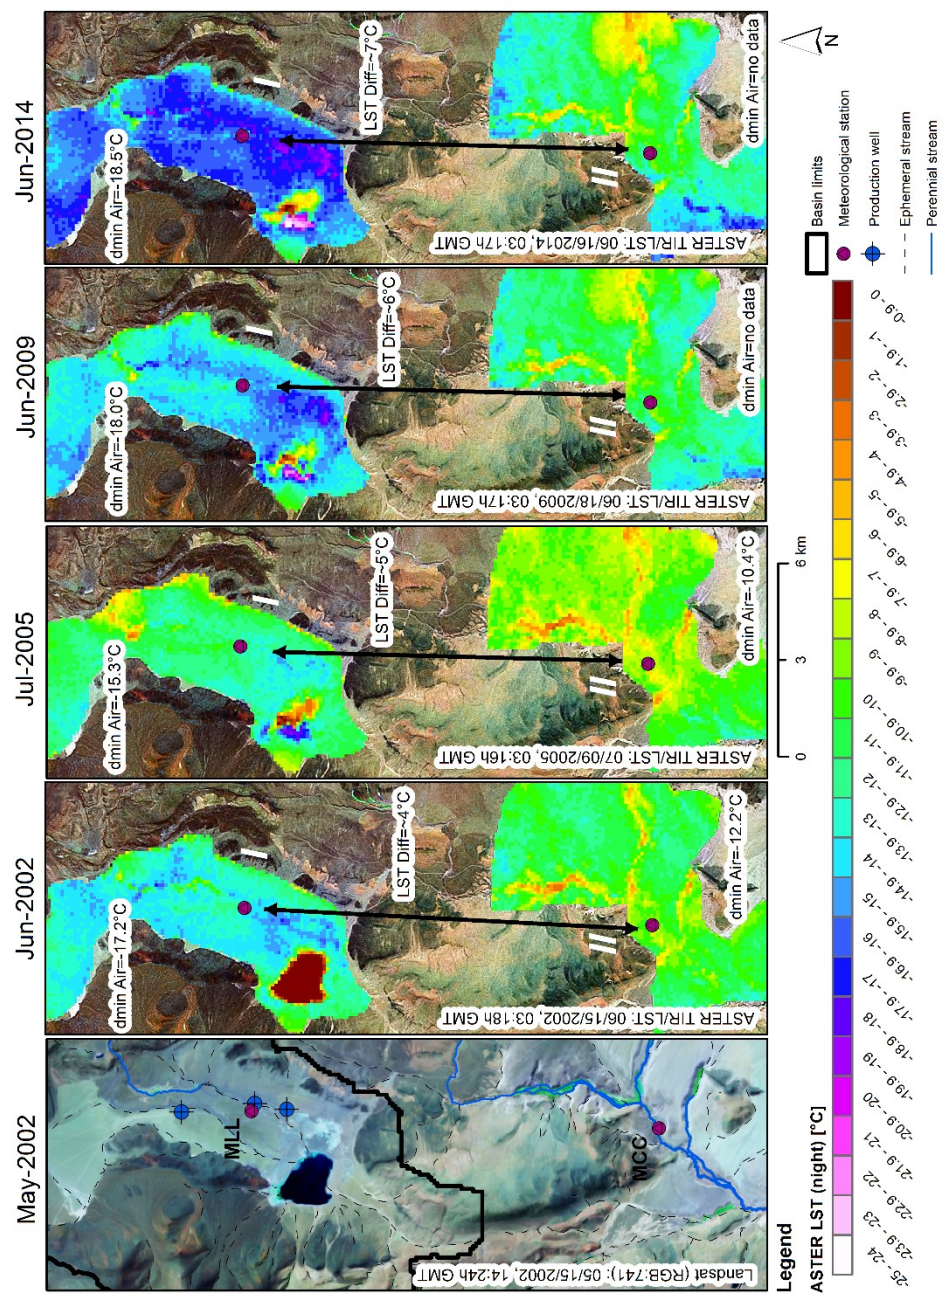 May-2002
Jun-2002
Jul-2005
Jun-2009
Jun-2014
MLL
MCC
Landsat (RGB:741): 05/15/2002, 14:24h GMT
dmin Air=-17.2°C
LST Diff=~4°C
ASTER TIR/LST: 06/15/2002, 03:18h GMT
dmin Air=-12.2°C
dmin Air=-15.3°C
LST Diff=~5°C
ASTER TIR/LST: 07/09/2005, 03:16h GMT
dmin Air=-10.4°C
dmin Air=-18.0°C
LST Diff=~6°C
ASTER TIR/LST: 06/18/2009, 03:17h GMT
dmin Air=no data
dmin Air=-18.5°C
LST Diff=~7°C
ASTER TIR/LST: 06/16/2014, 03:17h GMT
dmin Air=no data
0
3
6 km
N
Legend
ASTER LST (night) [°C]
-25 - -24
-23.9 - -23
-22.9 - -22
-21.9 - -21
-20.9 - -20
-19.9 - -19
-18.9 - -18
-17.9 - -17
-16.9 - -16
-15.9 - -15
-14.9 - -14
-13.9 - -13
-12.9 - -12
-11.9 - -11
-10.9 - -10
-9.9 - -9
-8.9 - -8
-7.9 - -7
-6.9 - -6
-5.9 - -5
-4.9 - -4
-3.9 - -3
-2.9 - -2
-1.9 - -1
-0.9 - 0
Basin limits
Meteorological station
Production well
Ephemeral stream
Perennial stream